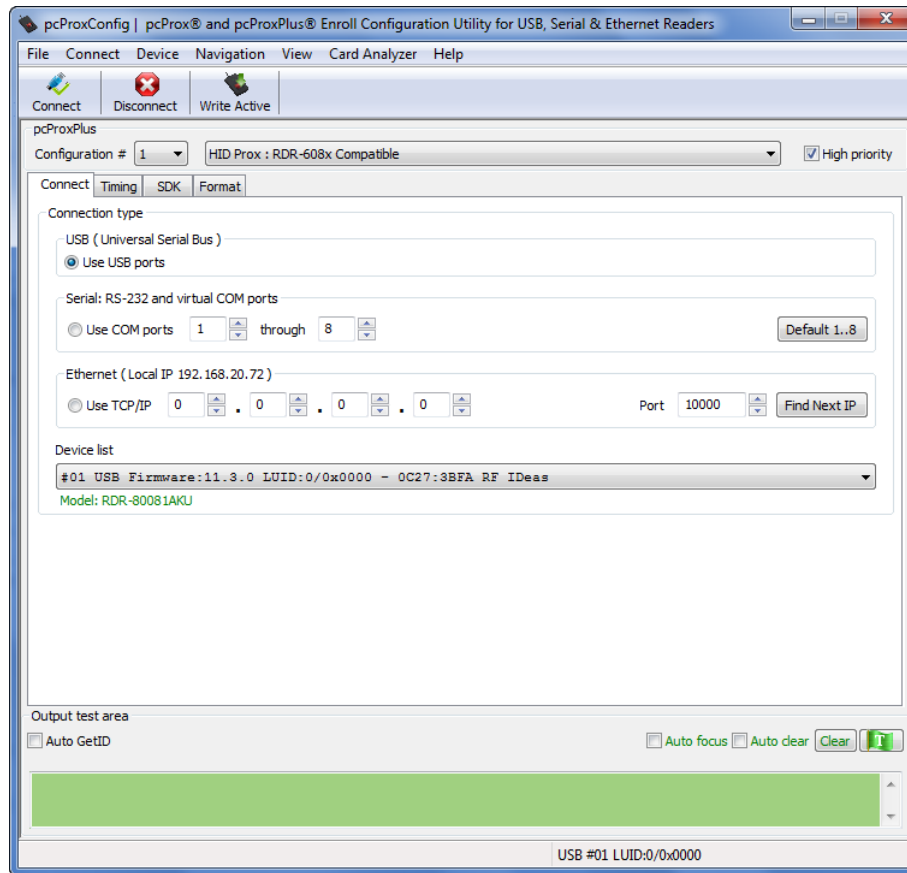 pcProxConfig | pcProx® and pcProxPlus® Enroll Configuration Utility for USB, Serial & Ethernet Readers
File Connect Device Navigation View Card Analyzer Help
Connect Disconnect Write Active
pcProxPlus
Configuration # 1 HID Prox : RDR-608x Compatible High priority
Connect Timing SDK Format
Connection type
USB ( Universal Serial Bus )
Use USB ports
Serial: RS-232 and virtual COM ports
Use COM ports 1 through 8 Default 1..8
Ethernet ( Local IP 192.168.20.72 )
Use TCP/IP 0 . 0 . 0 . 0 Port 10000 Find Next IP
Device list
#01 USB Firmware:11.3.0 LUID:0/0x0000 - 0C27:3BFA RF IDeas
Model: RDR-80081AKU
Output test area
Auto GetID Auto focus Auto clear Clear T
USB #01 LUID:0/0x0000